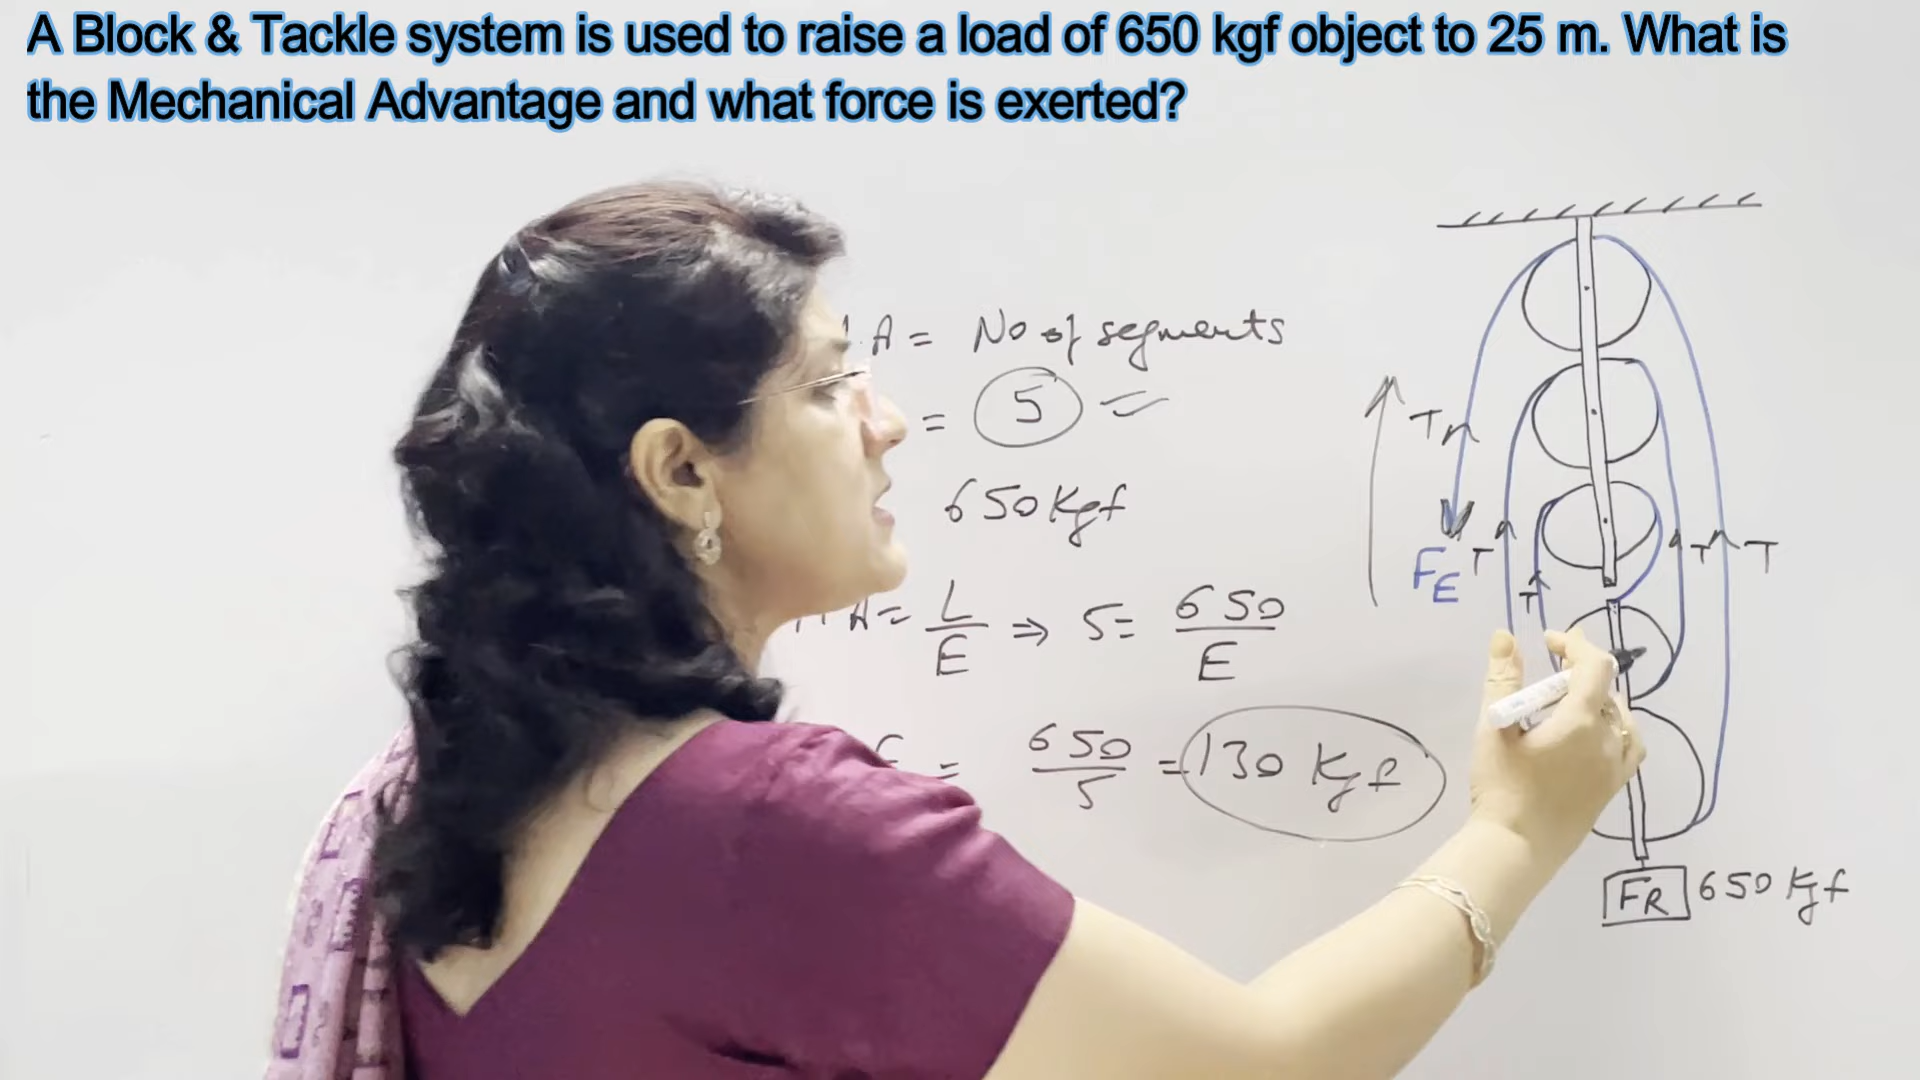 A Block & Tackle system is used to raise a load of 650 kgf object to 25 m. What is
the Mechanical Advantage and what force is exerted?
A = No of segments
= 5
650 Kgf
A = L/E ⇒ 5 = 650/E
= 650/5 = 130 Kgf
T
FE
T
T
T
T
FR 650 Kgf